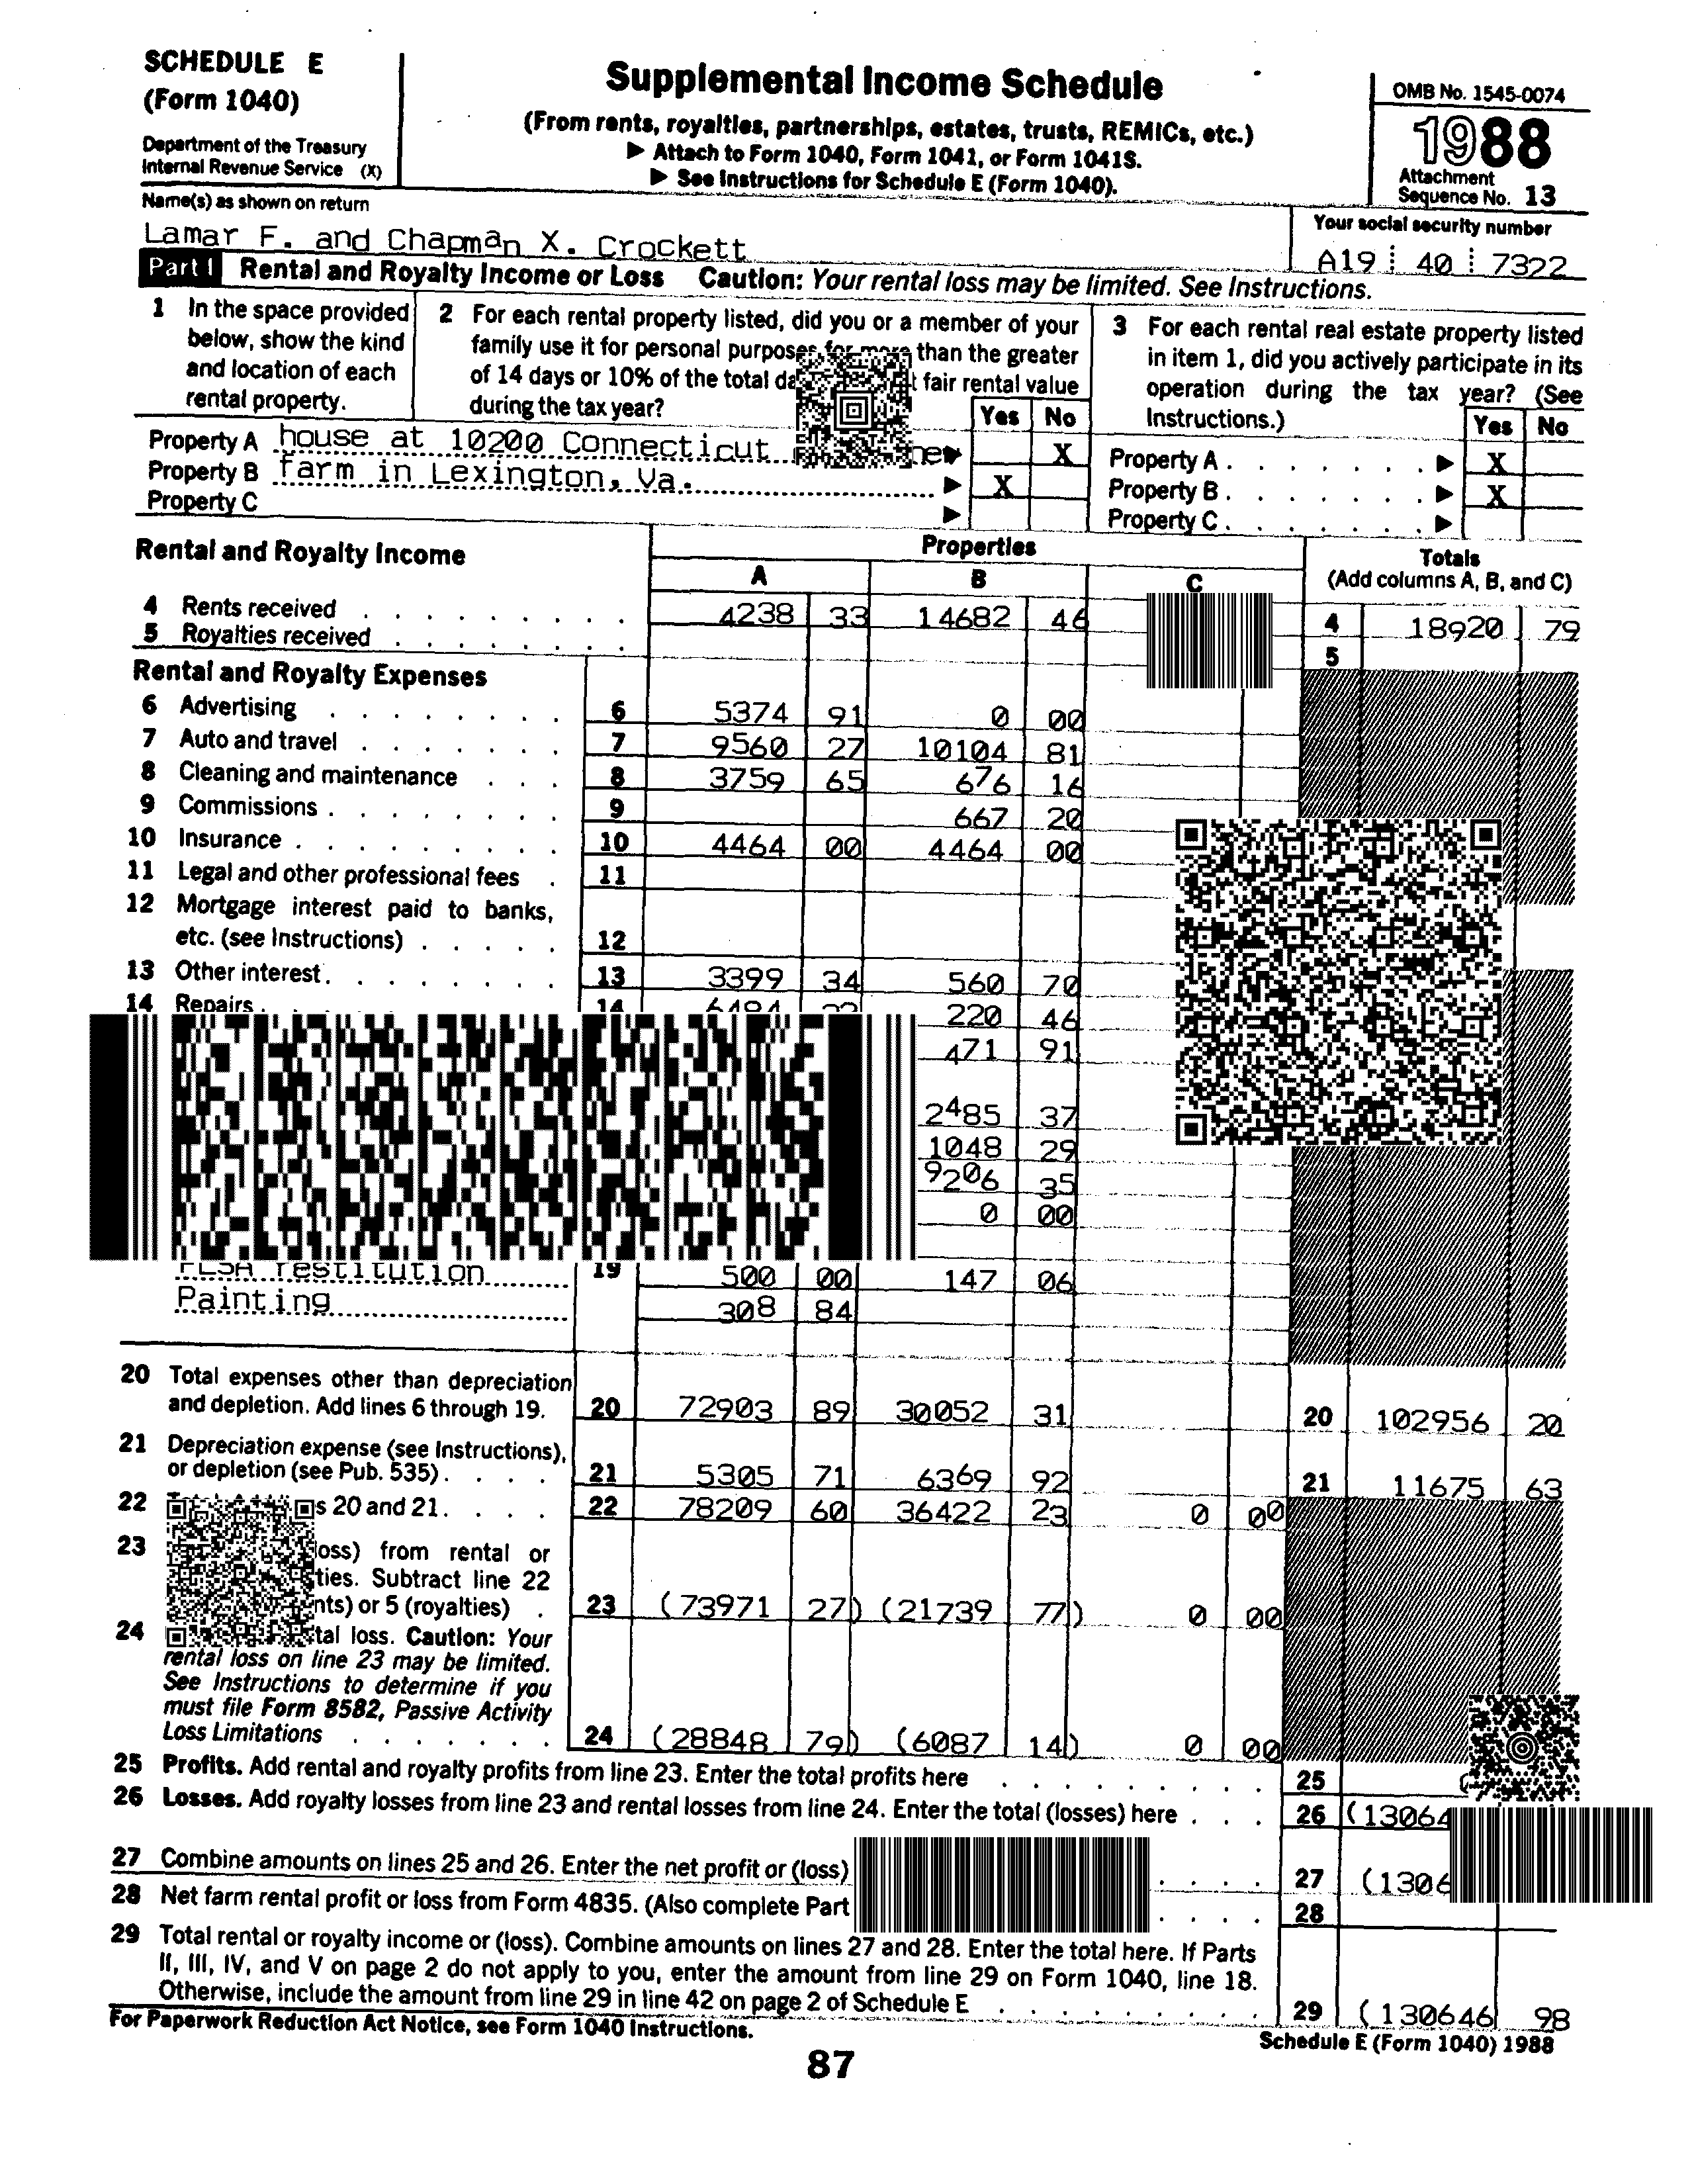 SCHEDULE E
(Form 1040)
Department of the Treasury
Internal Revenue Service (X)
Supplemental Income Schedule
(From rents, royalties, partnerships, estates, trusts, REMICs, etc.)
▶ Attach to Form 1040, Form 1041, or Form 1041S.
▶ See Instructions for Schedule E (Form 1040).
OMB No. 1545-0074
1988
Attachment
Sequence No. 13
Name(s) as shown on return
Lamar F. and Chapman X. Crockett
Your social security number
A19 40 7322
Part I Rental and Royalty Income or Loss Caution: Your rental loss may be limited. See Instructions.
1 In the space provided
below, show the kind
and location of each
rental property.
2 For each rental property listed, did you or a member of your
family use it for personal purposes for more than the greater
of 14 days or 10% of the total fair rental value
during the tax year?
Yes No
3 For each rental real estate property listed
in item 1, did you actively participate in its
operation during the tax year? (See
Instructions.)
Yes No
Property A house at 10200 Connecticut X
Property B farm in Lexington, Va. X
Property C
Property A X
Property B X
Property C
Rental and Royalty Income
Properties
A B C
Totals
(Add columns A, B, and C)
4 Rents received 4238 33 14682 46 4 18920 79
5 Royalties received 5
Rental and Royalty Expenses
6 Advertising 6 5374 91 0 00
7 Auto and travel 7 9560 27 10104 81
8 Cleaning and maintenance 8 3759 65 676 16
9 Commissions 9 667 20
10 Insurance 10 4464 00 4464 00
11 Legal and other professional fees 11
12 Mortgage interest paid to banks,
etc. (see Instructions) 12
13 Other interest 13 3399 34 560 70
14 Repairs 14 220 46
471 91
2485 37
1048 29
9206 35
0 00
FLSA restitution 19 500 00 147 06
Painting 308 84
20 Total expenses other than depreciation
and depletion. Add lines 6 through 19. 20 72903 89 30052 31 20 102956 20
21 Depreciation expense (see Instructions),
or depletion (see Pub. 535) 21 5305 71 6369 92 21 11675 63
22 s 20 and 21 22 78209 60 36422 23 0 00
23 oss) from rental or
ties. Subtract line 22
nts) or 5 (royalties) 23 (73971 27) (21739 77) 0 00
24 tal loss. Caution: Your
rental loss on line 23 may be limited.
See Instructions to determine if you
must file Form 8582, Passive Activity
Loss Limitations 24 (28848 79) (6087 14) 0 00
25 Profits. Add rental and royalty profits from line 23. Enter the total profits here 25
26 Losses. Add royalty losses from line 23 and rental losses from line 24. Enter the total (losses) here 26 (13064
27 Combine amounts on lines 25 and 26. Enter the net profit or (loss) 27 (1306
28 Net farm rental profit or loss from Form 4835. (Also complete Part 28
29 Total rental or royalty income or (loss). Combine amounts on lines 27 and 28. Enter the total here. If Parts
II, III, IV, and V on page 2 do not apply to you, enter the amount from line 29 on Form 1040, line 18.
Otherwise, include the amount from line 29 in line 42 on page 2 of Schedule E 29 (130646 98
For Paperwork Reduction Act Notice, see Form 1040 Instructions.
Schedule E (Form 1040) 1988
87